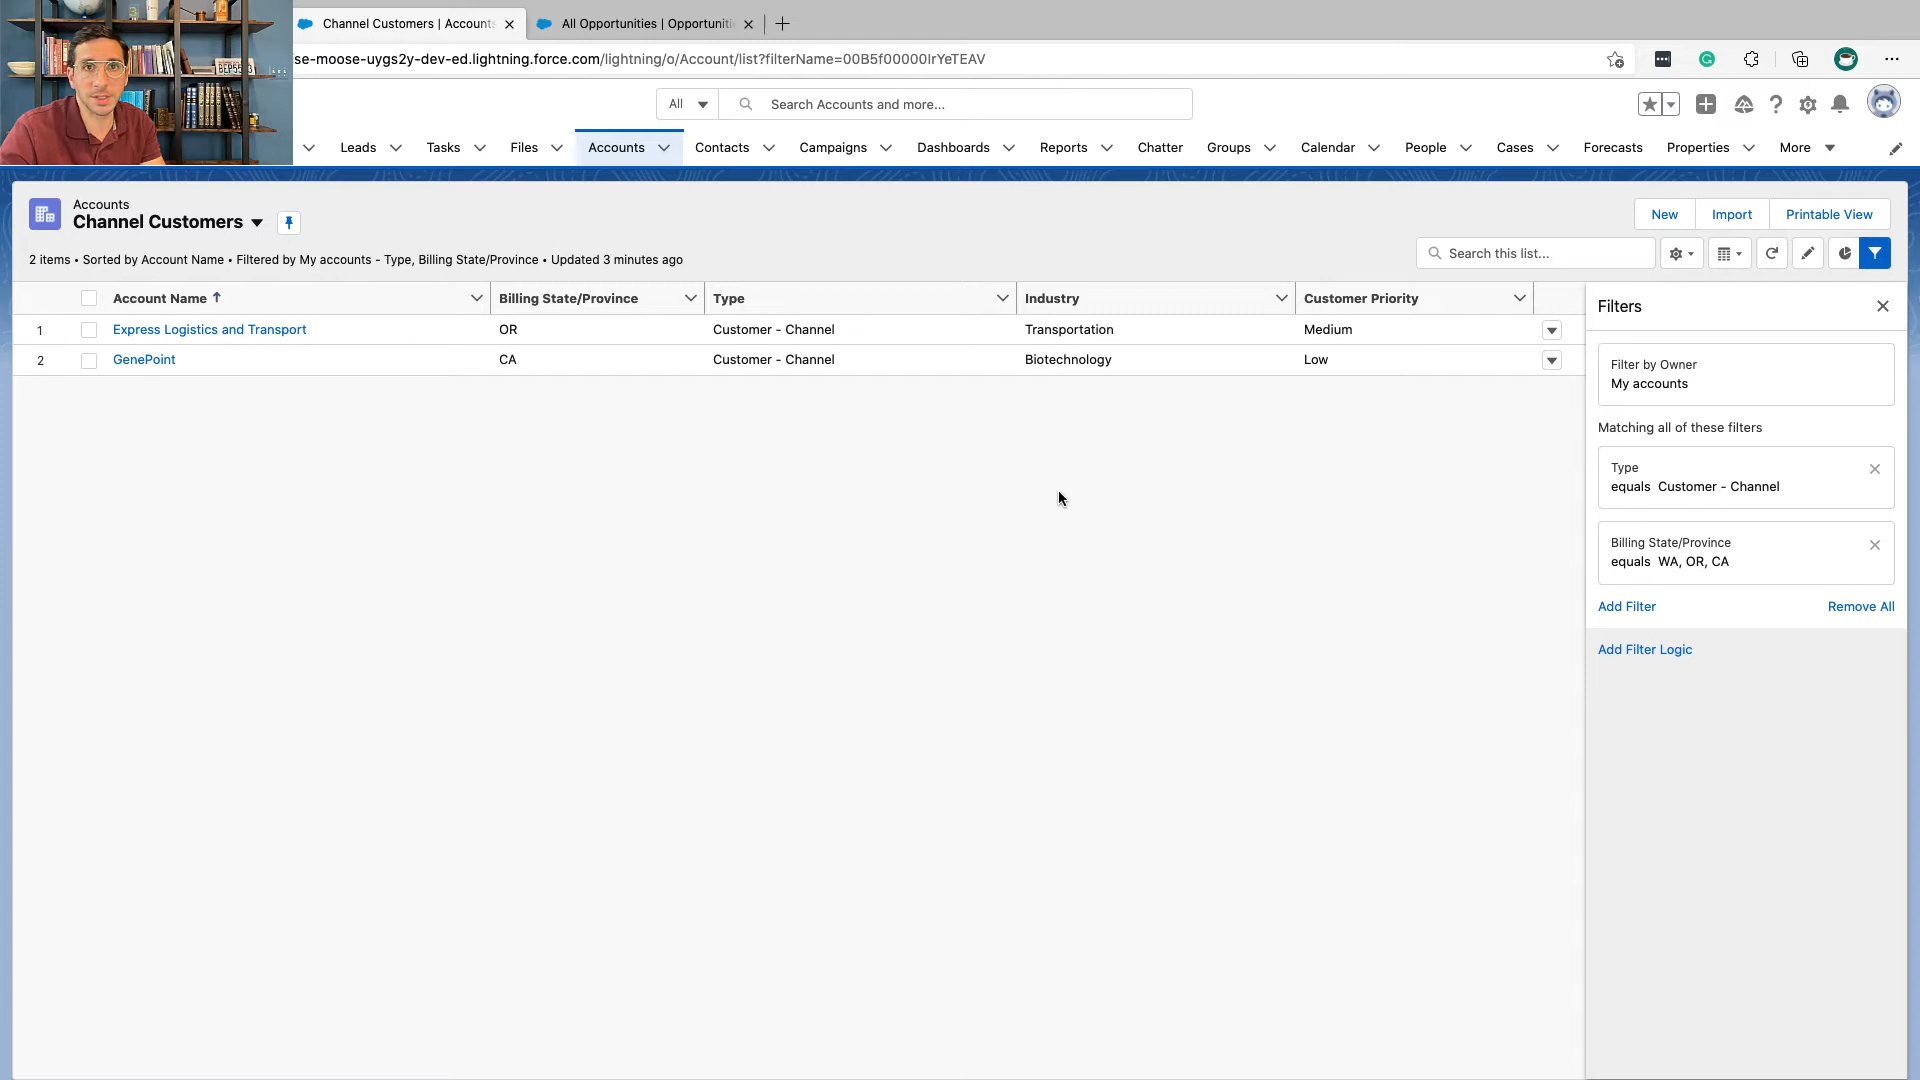 Channel Customers | Accounts
All Opportunities | Opportuniti
se-moose-uygs2y-dev-ed.lightning.force.com/lightning/o/Account/list?filterName=00B5f00000IrYeTEAV
All
Search Accounts and more...
Leads
Tasks
Files
Accounts
Contacts
Campaigns
Dashboards
Reports
Chatter
Groups
Calendar
People
Cases
Forecasts
Properties
More
Accounts
Channel Customers
New
Import
Printable View
2 items • Sorted by Account Name • Filtered by My accounts - Type, Billing State/Province • Updated 3 minutes ago
Search this list...
Account Name
Billing State/Province
Type
Industry
Customer Priority
1
Express Logistics and Transport
OR
Customer - Channel
Transportation
Medium
2
GenePoint
CA
Customer - Channel
Biotechnology
Low
Filters
Filter by Owner
My accounts
Matching all of these filters
Type
equals Customer - Channel
Billing State/Province
equals WA, OR, CA
Add Filter
Remove All
Add Filter Logic